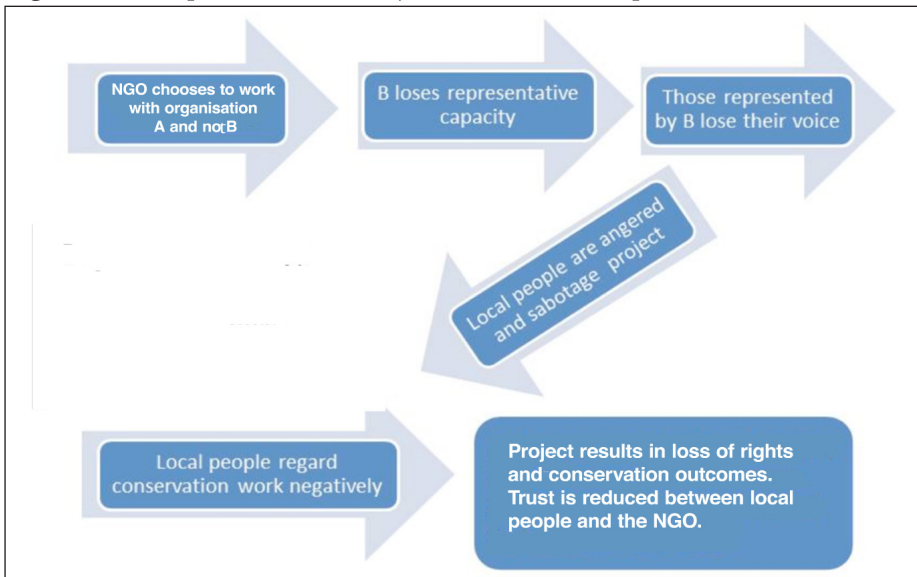 NGO chooses to work
with organisation
A and not B
B loses representative
capacity
Those represented
by B lose their voice
Local people are angered
and sabotage project
Local people regard
conservation work negatively
Project results in loss of rights
and conservation outcomes.
Trust is reduced between local
people and the NGO.